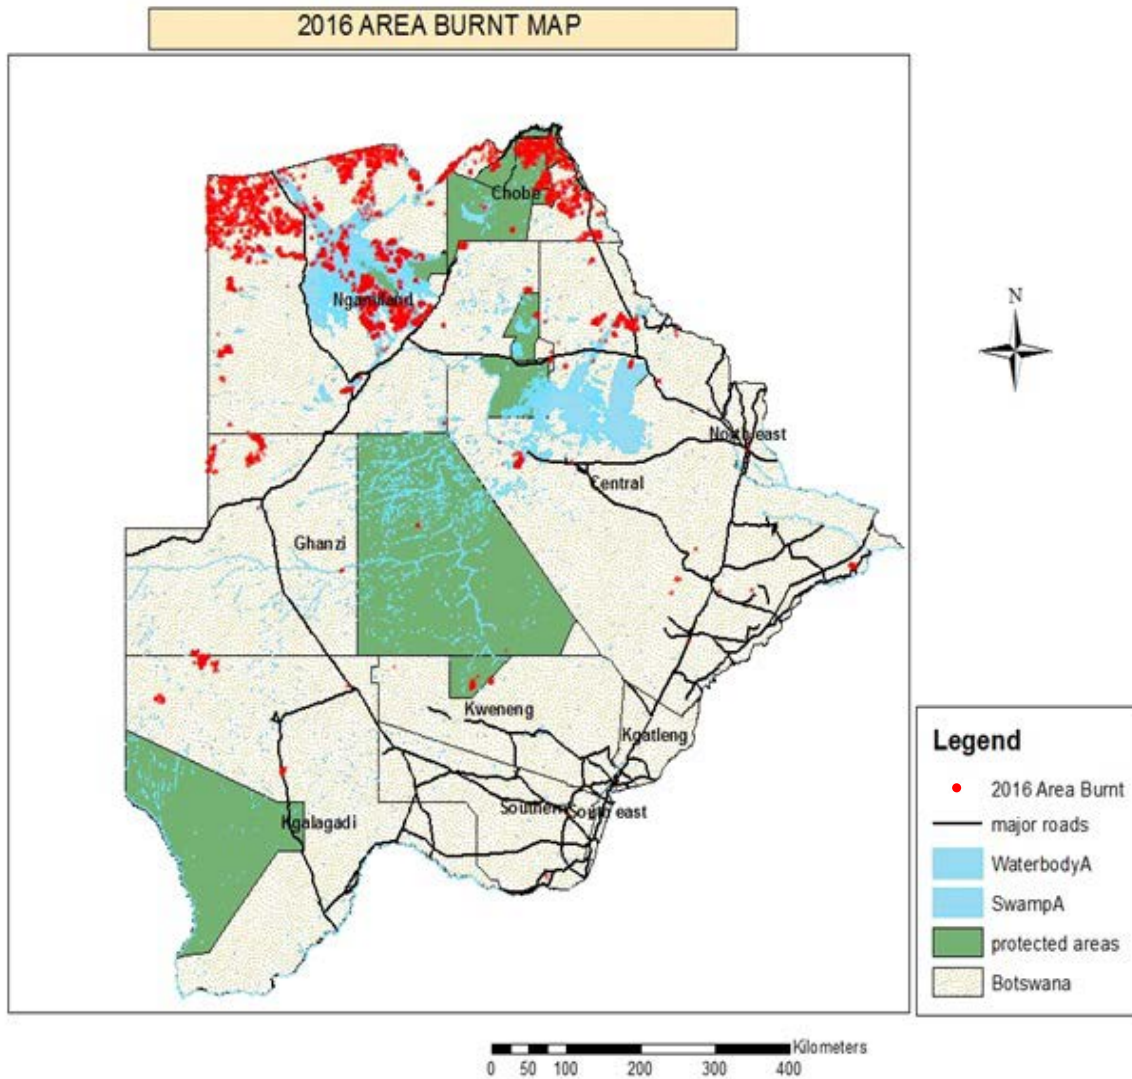 2016 AREA BURNT MAP
Chobe
N
Ngamiland
North east
Central
Ghanzi
Kweneng
Kgatleng
Southern
South east
Kgalagadi
Legend
2016 Area Burnt
major roads
WaterbodyA
SwampA
protected areas
Botswana
Kilometers
0 50 100 200 300 400